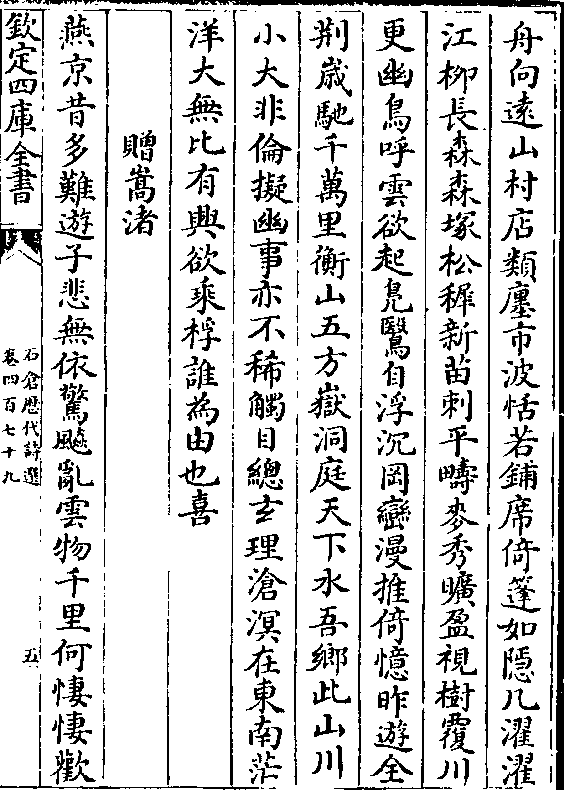 舟向遠山村店類廛市波恬若鋪席倚篷如隱几濯濯
江柳長森森塚松穉新苗刺平疇麥秀曠盈視樹覆川
更幽鳥呼雲欲起鳧鷖自浮沉岡巒漫推倚憶昨遊全
荆歳馳千萬里衡山五方嶽洞庭天下水吾鄉此山川
小大非倫擬幽事亦不稀觸目總玄理滄溟在東南茫
洋大無比有興欲乘桴誰為由也喜
贈嵩渚
燕京昔多難遊子悲無依驚飈亂雲物千里何悽悽歡
欽定四庫全書
石倉歴代詩選
卷四百七十九
五